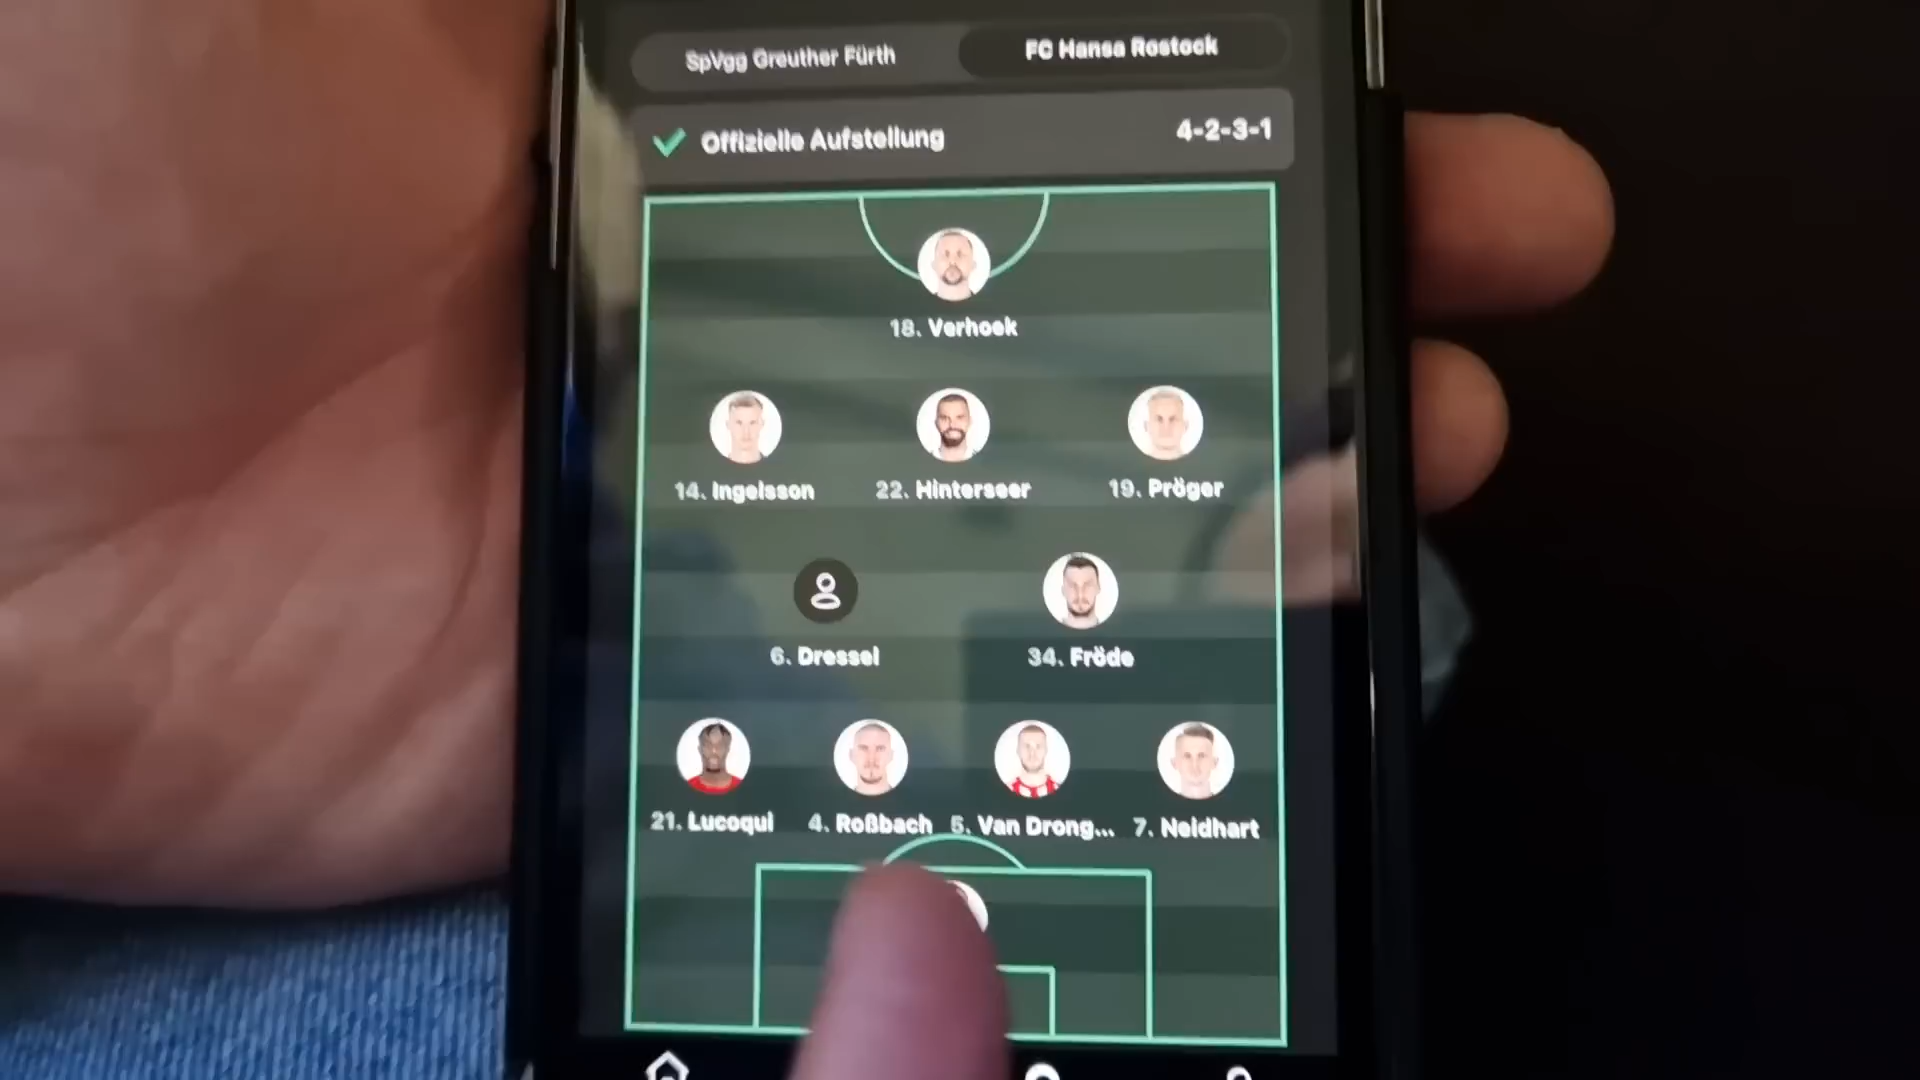 SpVgg Greuther Fürth
FC Hansa Rostock
Offizielle Aufstellung
4-2-3-1
18. Verhoek
14. Ingelsson
22. Hinterseer
19. Pröger
6. Dressel
34. Fröde
21. Lucoqui
4. Roßbach
5. Van Drong...
7. Neidhart